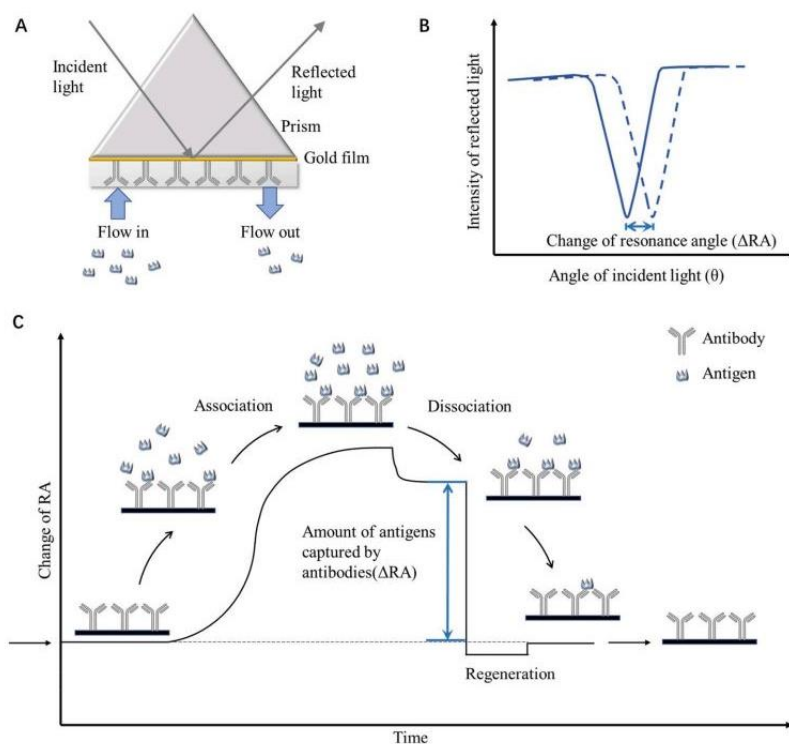 A
Incident
light
Reflected
light
Prism
Gold film
Flow in
Flow out
B
Intensity of reflected light
Change of resonance angle (ΔRA)
Angle of incident light (θ)
C
Antibody
Antigen
Association
Dissociation
Change of RA
Amount of antigens
captured by
antibodies(ΔRA)
Regeneration
Time